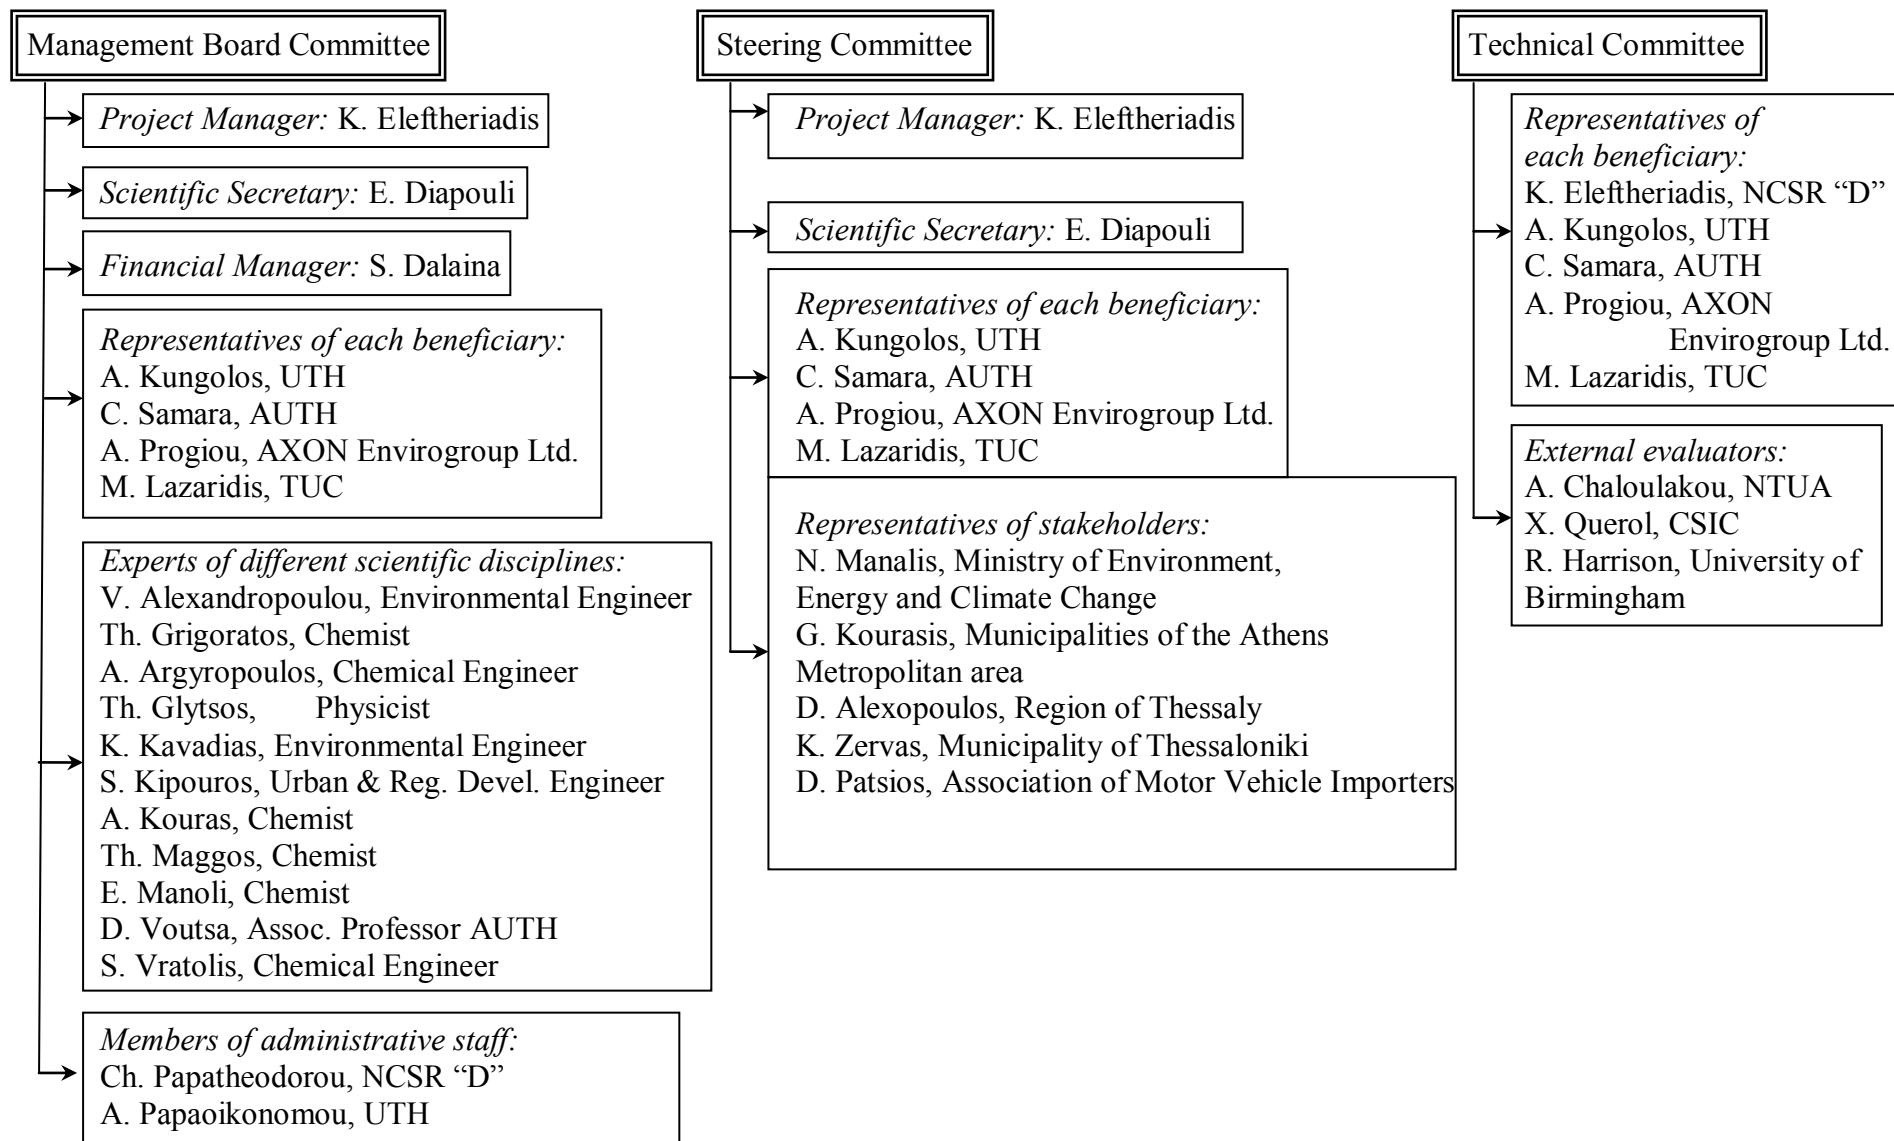 Management Board Committee
Project Manager: K. Eleftheriadis
Scientific Secretary: E. Diapouli
Financial Manager: S. Dalaina
Representatives of each beneficiary:
A. Kungolos, UTH
C. Samara, AUTH
A. Progiou, AXON Envirogroup Ltd.
M. Lazaridis, TUC
Experts of different scientific disciplines:
V. Alexandropoulou, Environmental Engineer
Th. Grigoratos, Chemist
A. Argyropoulos, Chemical Engineer
Th. Glytsos, Physicist
K. Kavadias, Environmental Engineer
S. Kipouros, Urban & Reg. Devel. Engineer
A. Kouras, Chemist
Th. Maggos, Chemist
E. Manoli, Chemist
D. Voutsa, Assoc. Professor AUTH
S. Vratolis, Chemical Engineer
Members of administrative staff:
Ch. Papatheodorou, NCSR “D”
A. Papaoikonomou, UTH
Steering Committee
Project Manager: K. Eleftheriadis
Scientific Secretary: E. Diapouli
Representatives of each beneficiary:
A. Kungolos, UTH
C. Samara, AUTH
A. Progiou, AXON Envirogroup Ltd.
M. Lazaridis, TUC
Representatives of stakeholders:
N. Manalis, Ministry of Environment,
Energy and Climate Change
G. Kourasis, Municipalities of the Athens
Metropolitan area
D. Alexopoulos, Region of Thessaly
K. Zervas, Municipality of Thessaloniki
D. Patsios, Association of Motor Vehicle Importers
Technical Committee
Representatives of
each beneficiary:
K. Eleftheriadis, NCSR “D”
A. Kungolos, UTH
C. Samara, AUTH
A. Progiou, AXON
Envirogroup Ltd.
M. Lazaridis, TUC
External evaluators:
A. Chaloulakou, NTUA
X. Querol, CSIC
R. Harrison, University of
Birmingham